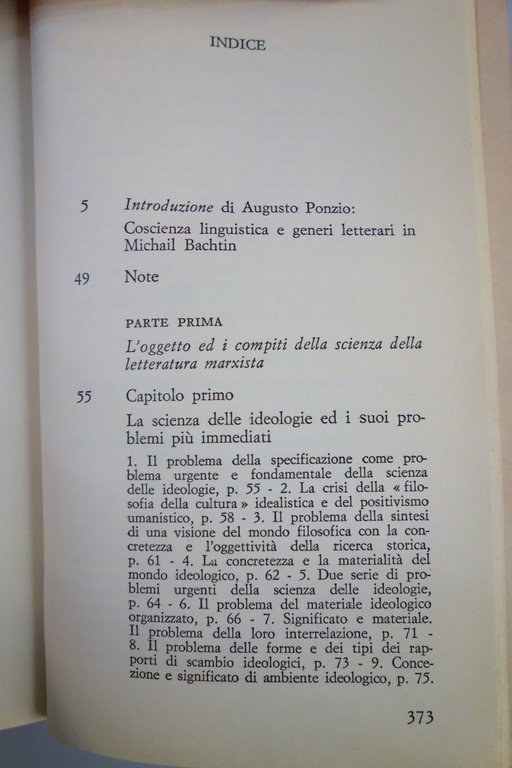 INDICE
5 Introduzione di Augusto Ponzio:
Coscienza linguistica e generi letterari in
Michail Bachtin
49 Note
PARTE PRIMA
L'oggetto ed i compiti della scienza della
letteratura marxista
55 Capitolo primo
La scienza delle ideologie ed i suoi pro-
blemi più immediati
1. Il problema della specificazione come pro-
blema urgente e fondamentale della scienza
delle ideologie, p. 55 - 2. La crisi della « filo-
sofia della cultura » idealistica e del positivismo
umanistico, p. 58 - 3. Il problema della sintesi
di una visione del mondo filosofica con la con-
cretezza e l'oggettività della ricerca storica,
p. 61 - 4. La concretezza e la materialità del
mondo ideologico, p. 62 - 5. Due serie di pro-
blemi urgenti della scienza delle ideologie,
p. 64 - 6. Il problema del materiale ideologico
organizzato, p. 66 - 7. Significato e materiale.
Il problema della loro interrelazione, p. 71 -
8. Il problema delle forme e dei tipi dei rap-
porti di scambio ideologici, p. 73 - 9. Conce-
zione e significato di ambiente ideologico, p. 75.
373